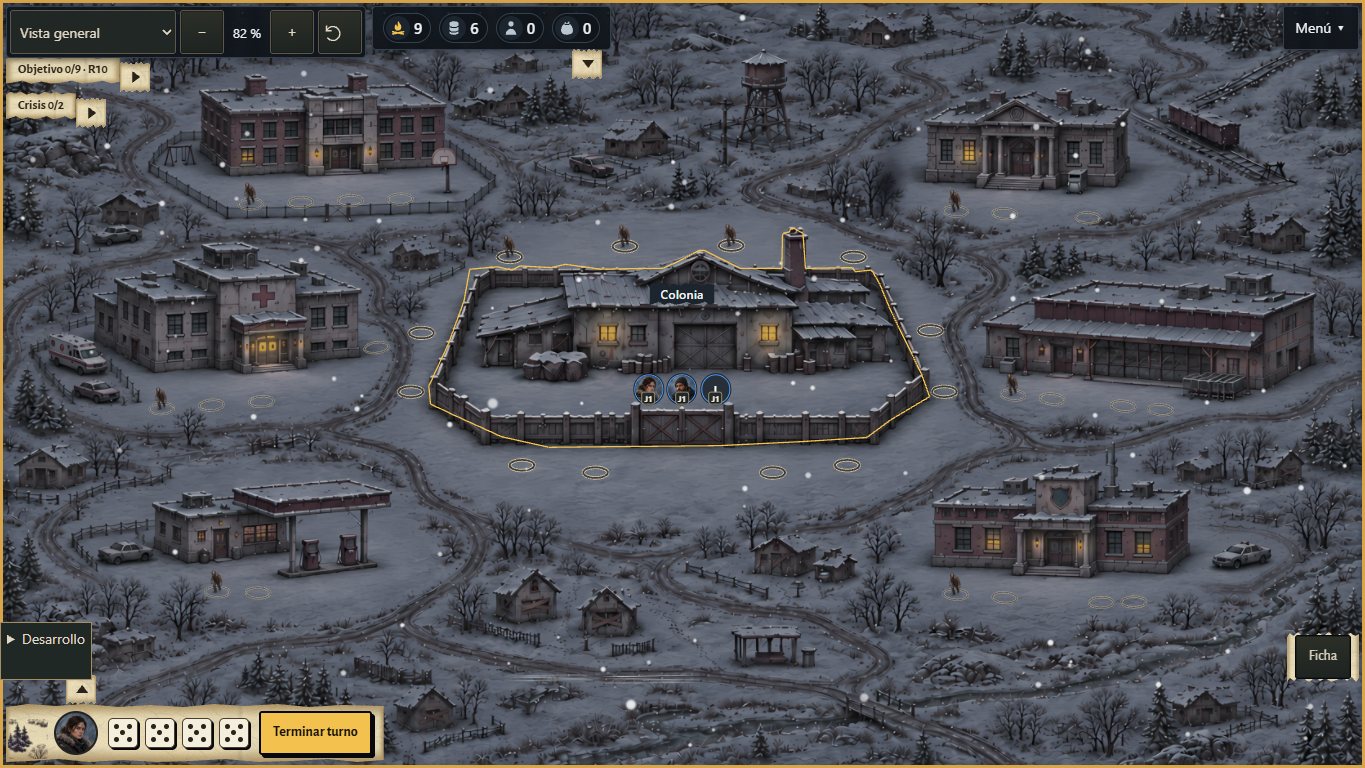 Vista general
−
82 %
+
9
6
0
0
Menú ▼
Objetivo 0/9 · R10
Crisis 0/2
Colonia
J1
J1
J1
Desarrollo
Ficha
Terminar turno